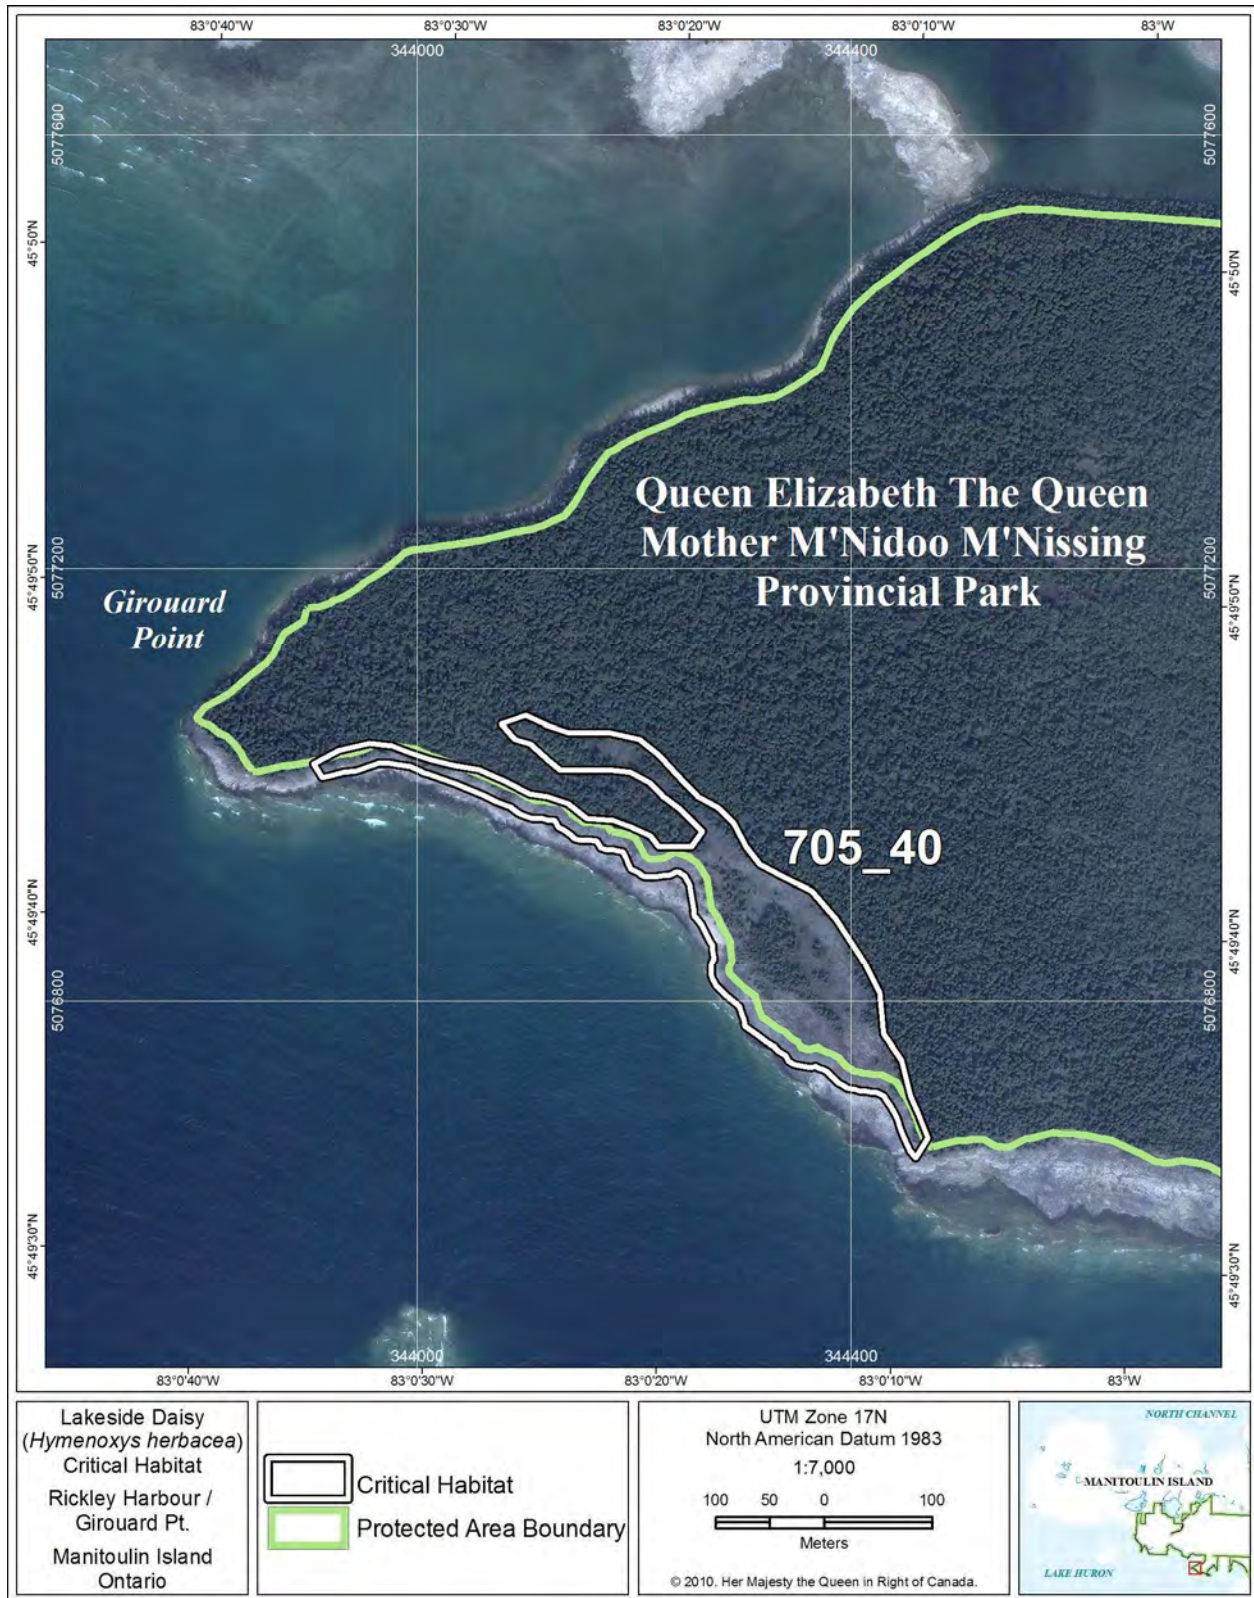 83°0'40"W 83°0'30"W 83°0'20"W 83°0'10"W 83°W
344000 344400
5077600 5077600
45°50'N 45°50'N
Queen Elizabeth The Queen
Mother M'Nidoo M'Nissing
Provincial Park
45°49'50"N 5077200 5077200 45°49'50"N
Girouard
Point
705_40
45°49'40"N 45°49'40"N
5076800 5076800
45°49'30"N 45°49'30"N
344000 344400
83°0'40"W 83°0'30"W 83°0'20"W 83°0'10"W 83°W
Lakeside Daisy
(Hymenoxys herbacea)
Critical Habitat
Rickley Harbour /
Girouard Pt.
Manitoulin Island
Ontario
Critical Habitat
Protected Area Boundary
UTM Zone 17N
North American Datum 1983
1:7,000
100 50 0 100
Meters
© 2010, Her Majesty the Queen in Right of Canada.
NORTH CHANNEL
MANITOULIN ISLAND
LAKE HURON